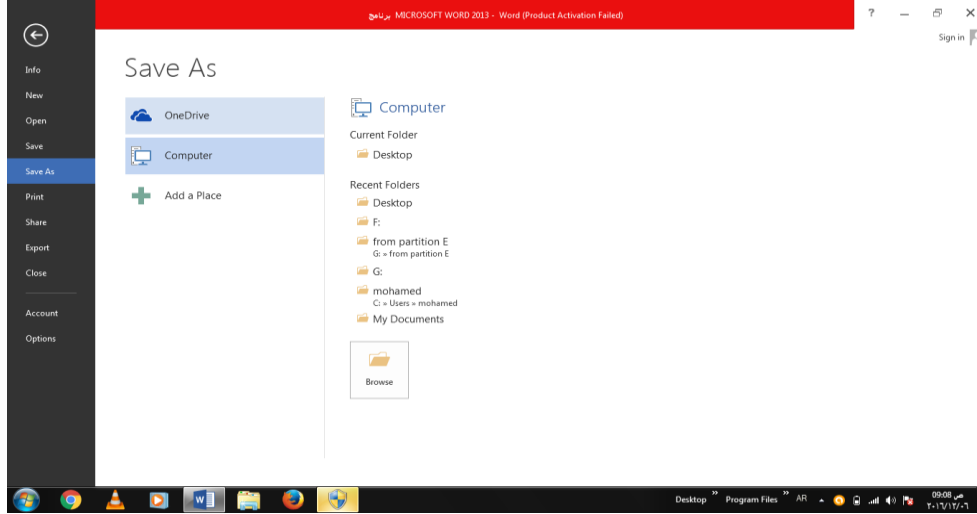 برنامج MICROSOFT WORD 2013 - Word (Product Activation Failed)
?
Sign in
Info
New
Open
Save
Save As
Print
Share
Export
Close
Account
Options
Save As
OneDrive
Computer
Add a Place
Computer
Current Folder
Desktop
Recent Folders
Desktop
F:
from partition E
G: » from partition E
G:
mohamed
C: » Users » mohamed
My Documents
Browse
Desktop » Program Files » AR
09:08 ص
٢٠١٦/١٢/٠٦